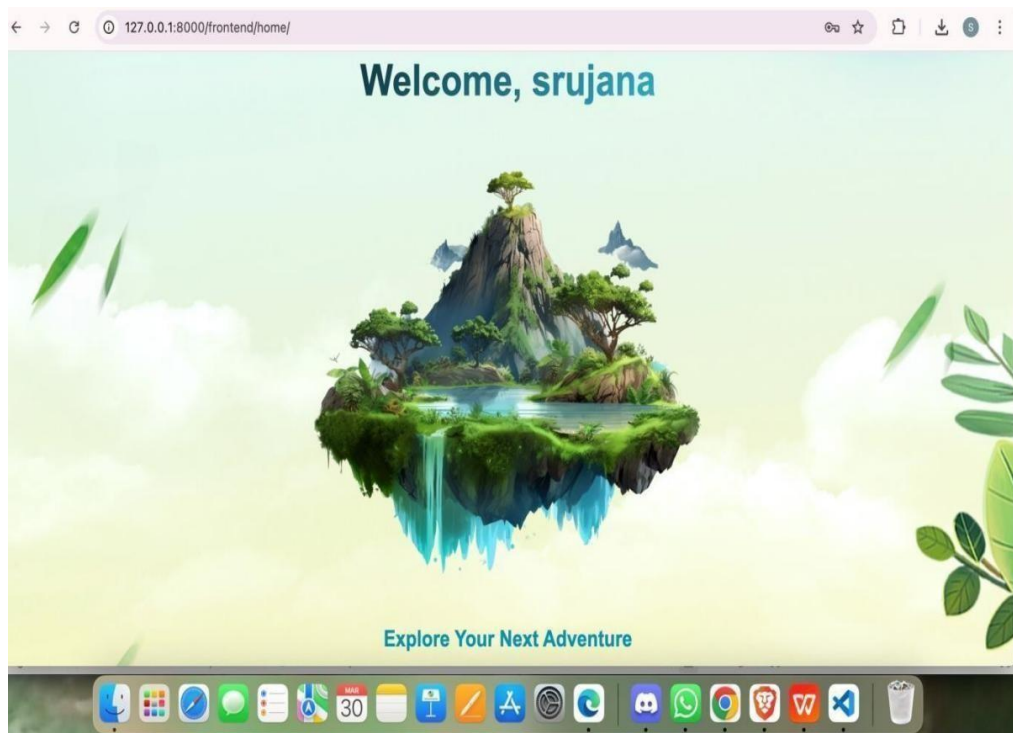 127.0.0.1:8000/frontend/home/
S
Welcome, srujana
Explore Your Next Adventure
MAR
30